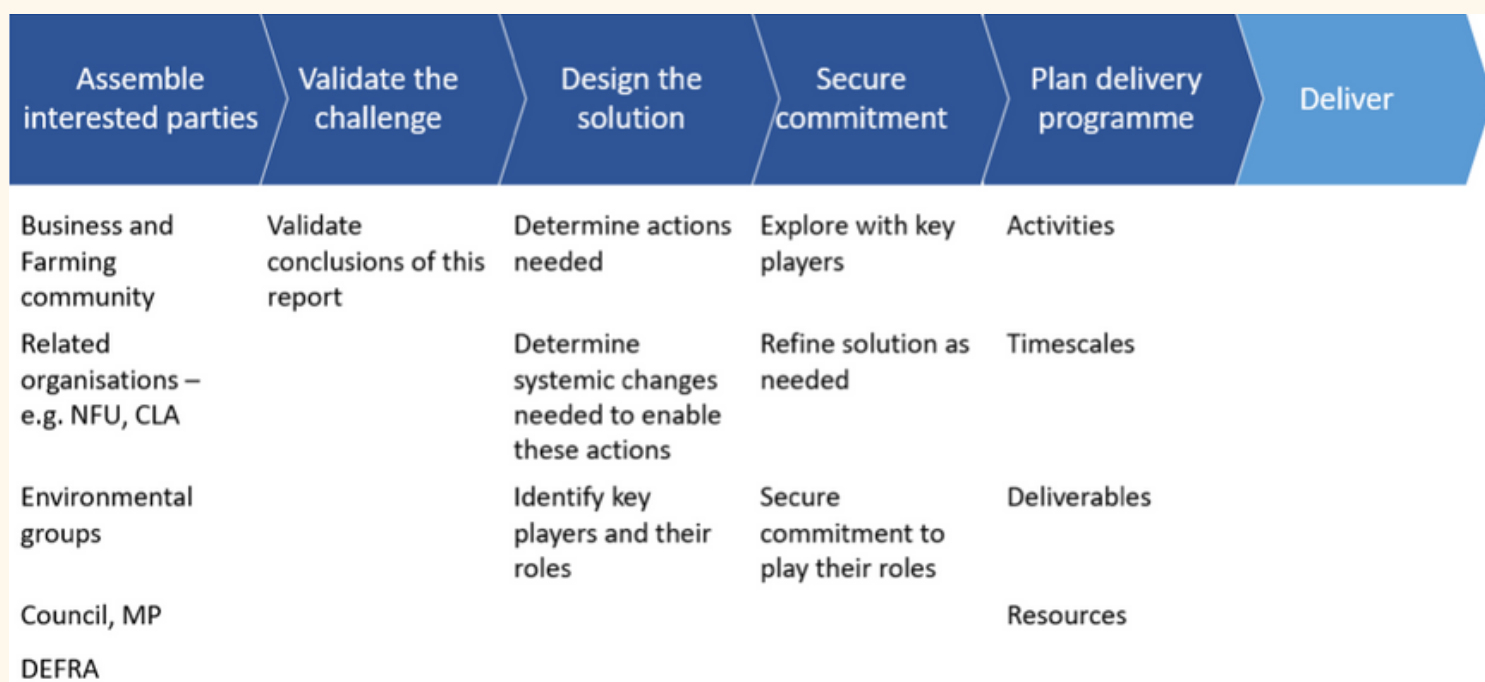 Assemble
interested parties
Validate the
challenge
Design the
solution
Secure
commitment
Plan delivery
programme
Deliver
Business and
Farming
community
Validate
conclusions of this
report
Determine actions
needed
Explore with key
players
Activities
Related
organisations –
e.g. NFU, CLA
Determine
systemic changes
needed to enable
these actions
Refine solution as
needed
Timescales
Environmental
groups
Identify key
players and their
roles
Secure
commitment to
play their roles
Deliverables
Council, MP
Resources
DEFRA